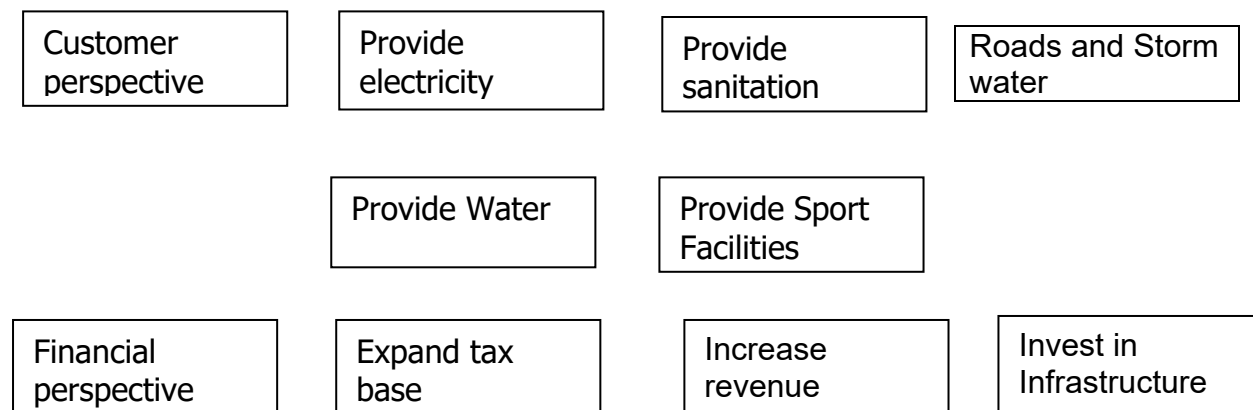 Customer
perspective
Provide
electricity
Provide
sanitation
Roads and Storm
water
Provide Water
Provide Sport
Facilities
Financial
perspective
Expand tax
base
Increase
revenue
Invest in
Infrastructure